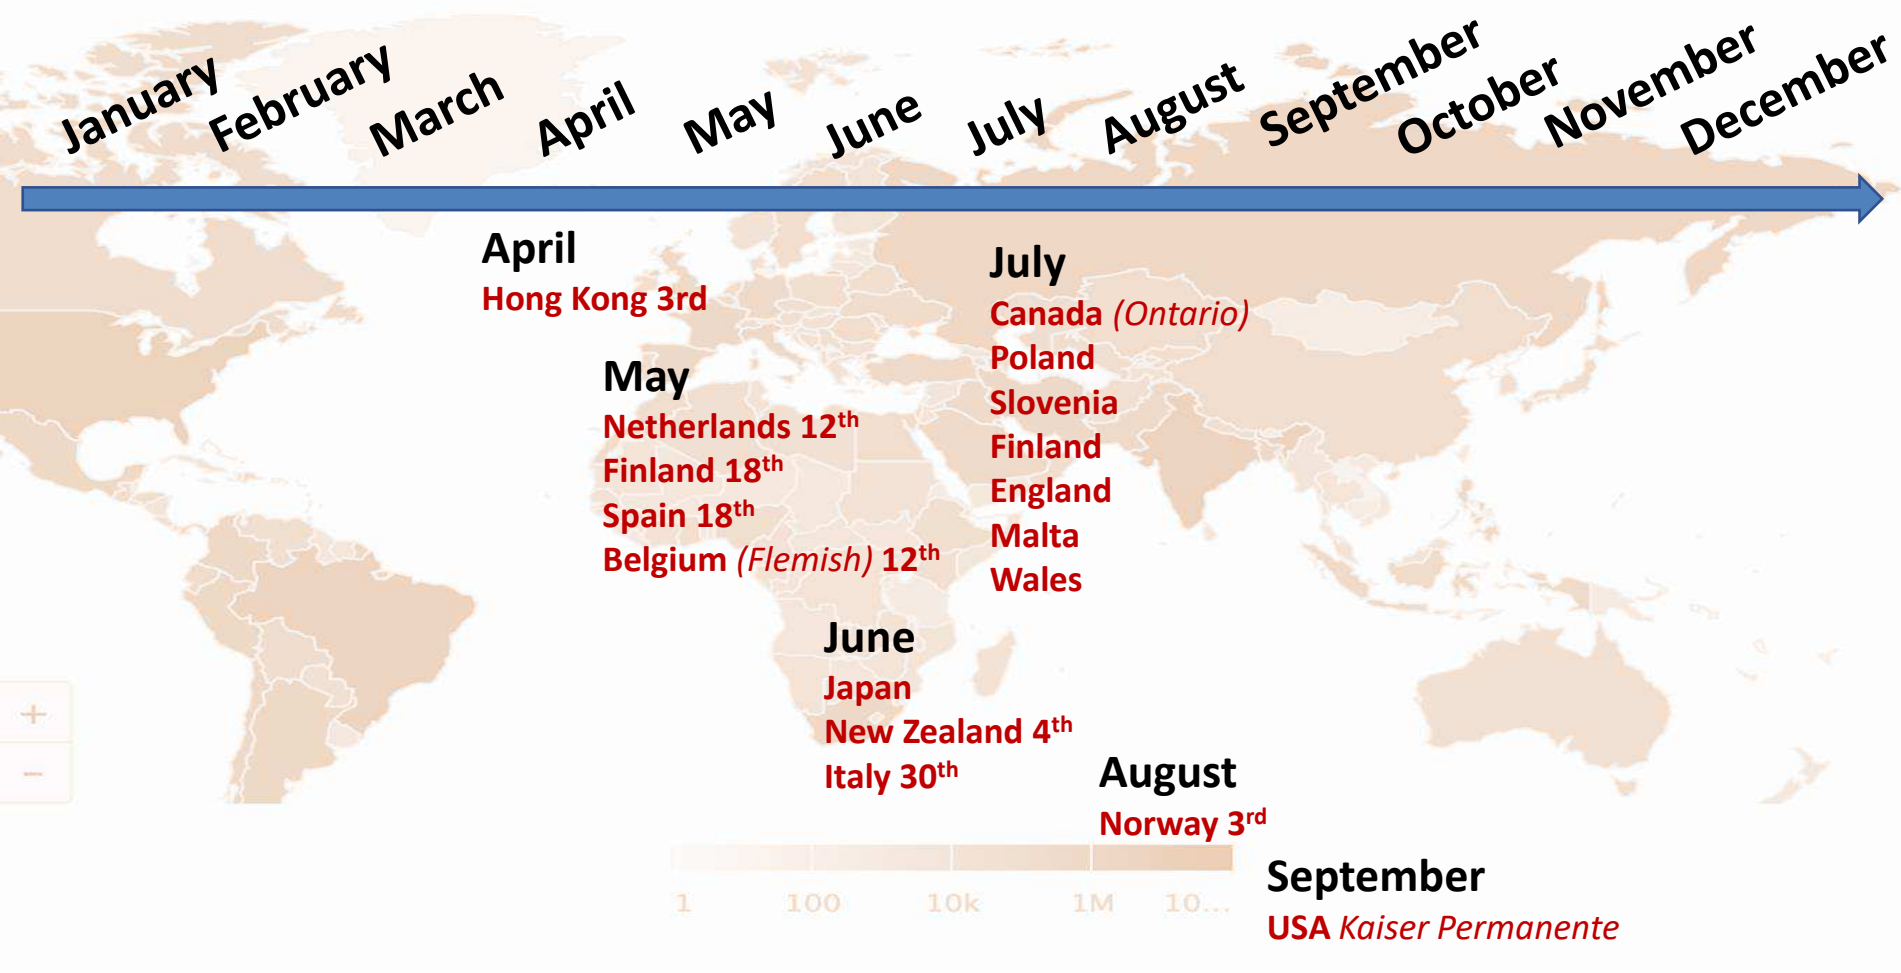 January
February
March
April
May
June
July
August
September
October
November
December
April
Hong Kong 3rd
May
Netherlands 12th
Finland 18th
Spain 18th
Belgium (Flemish) 12th
June
Japan
New Zealand 4th
Italy 30th
July
Canada (Ontario)
Poland
Slovenia
Finland
England
Malta
Wales
August
Norway 3rd
September
USA Kaiser Permanente
+
−
1 100 10k 1M 10...